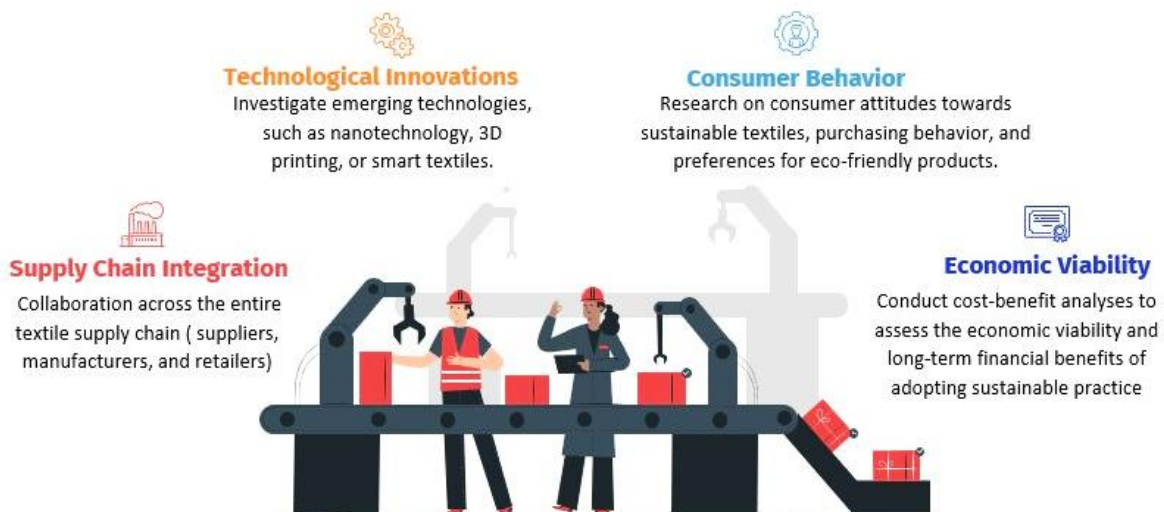 Technological Innovations
Investigate emerging technologies,
such as nanotechnology, 3D
printing, or smart textiles.
Consumer Behavior
Research on consumer attitudes towards
sustainable textiles, purchasing behavior, and
preferences for eco-friendly products.
Supply Chain Integration
Collaboration across the entire
textile supply chain ( suppliers,
manufacturers, and retailers)
Economic Viability
Conduct cost-benefit analyses to
assess the economic viability and
long-term financial benefits of
adopting sustainable practice